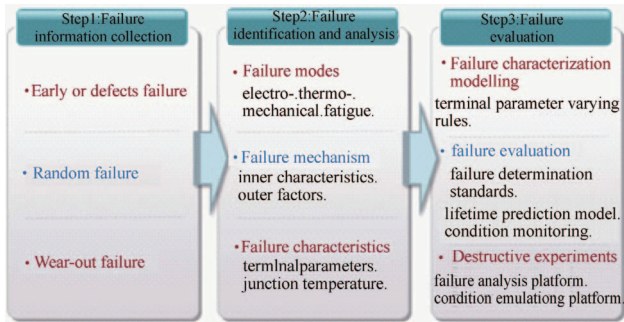 Step1:Failure
information collection
• Early or defects failure
• Random failure
• Wear-out failure
Step2:Failure
identification and analysis
• Failure modes
electro-.thermo-.
mechanical.fatigue.
• Failure mechanism
inner characteristics.
outer factors.
• Failure characteristics
termlnalparameters.
junction temperature.
Stcp3:Failure
evaluation
• Failure characterization
modelling
terminal parameter varying
rules.
• failure evaluation
failure determination
standards.
lifetime prediction model.
condition monitoring.
• Destructive experiments
failure analysis platform.
condition emulationg platform.